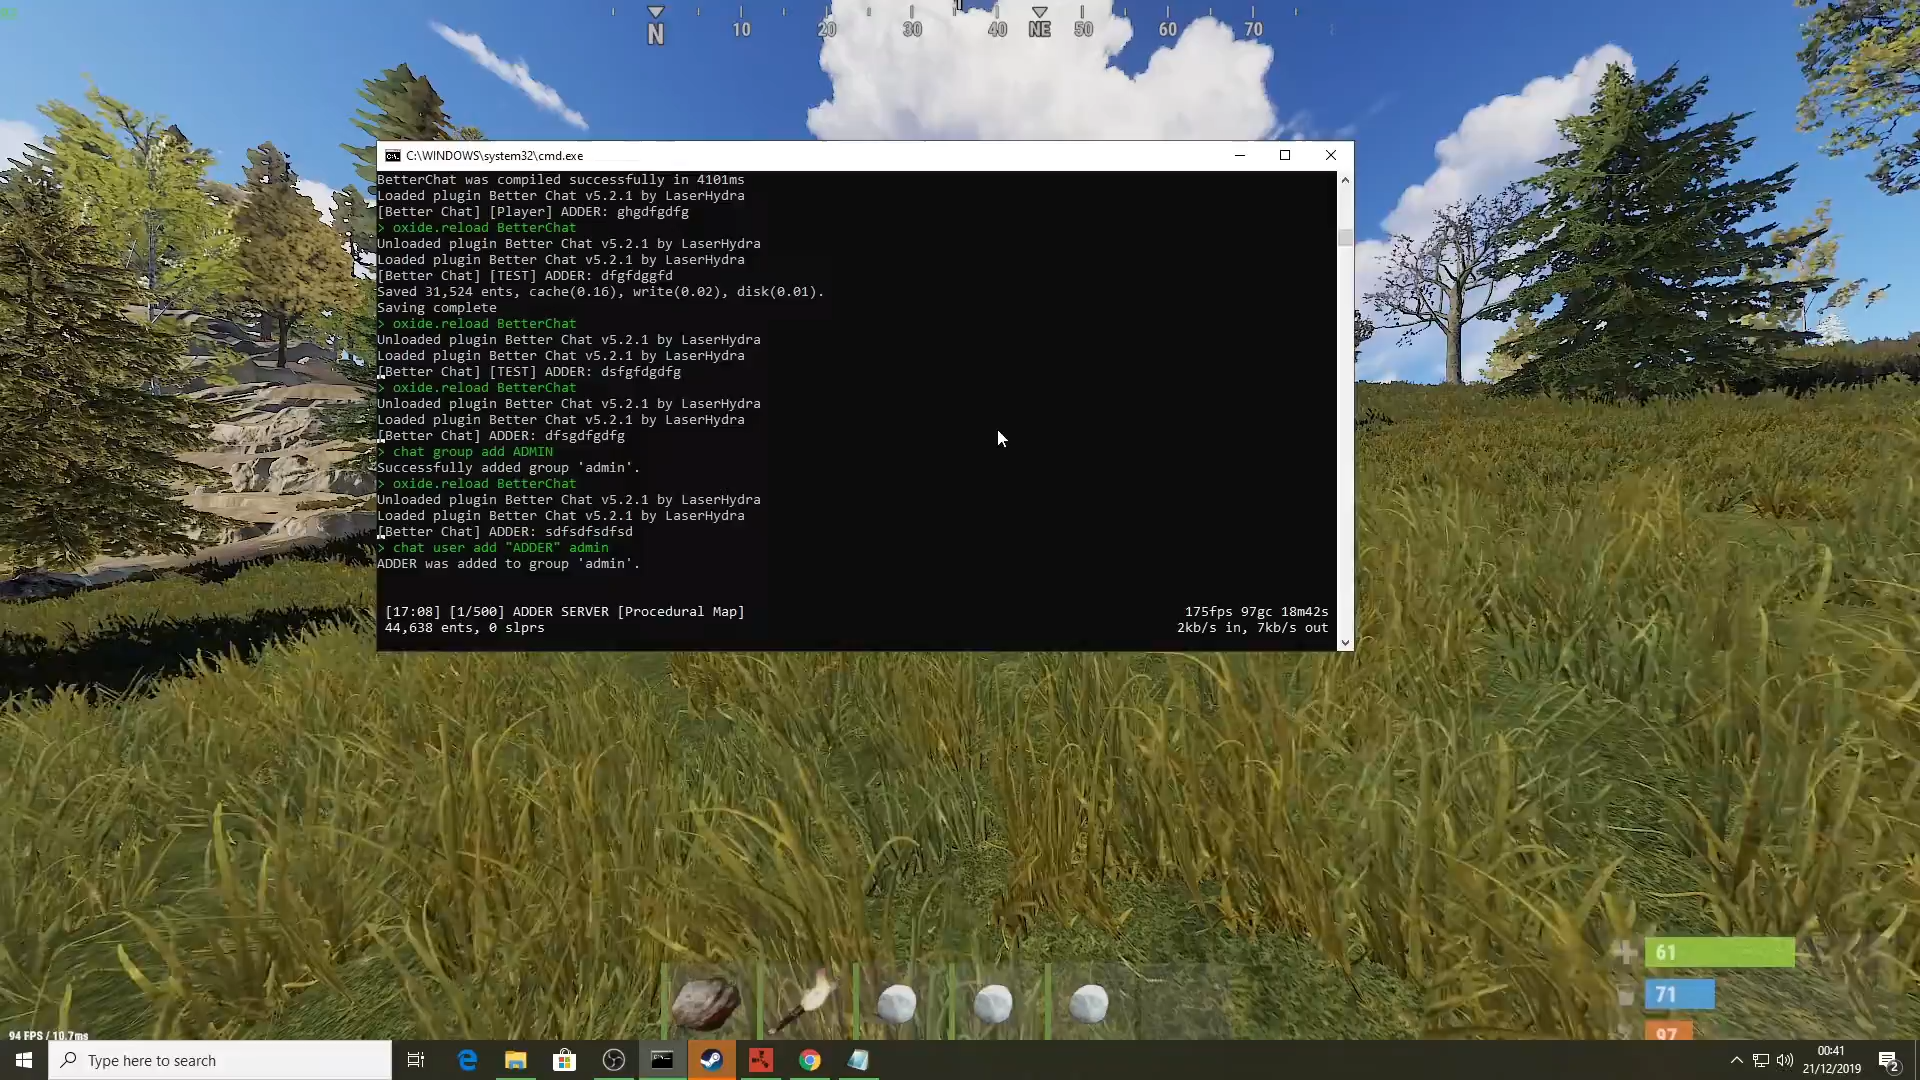 N 10 20 30 40 NE 50 60 70
C:\WINDOWS\system32\cmd.exe
BetterChat was compiled successfully in 4101ms
Loaded plugin Better Chat v5.2.1 by LaserHydra
[Better Chat] [Player] ADDER: ghgdfgdfg
> oxide.reload BetterChat
Unloaded plugin Better Chat v5.2.1 by LaserHydra
Loaded plugin Better Chat v5.2.1 by LaserHydra
[Better Chat] [TEST] ADDER: dfgfdggfd
Saved 31,524 ents, cache(0.16), write(0.02), disk(0.01).
Saving complete
> oxide.reload BetterChat
Unloaded plugin Better Chat v5.2.1 by LaserHydra
Loaded plugin Better Chat v5.2.1 by LaserHydra
[Better Chat] [TEST] ADDER: dsfgfdgdfg
> oxide.reload BetterChat
Unloaded plugin Better Chat v5.2.1 by LaserHydra
Loaded plugin Better Chat v5.2.1 by LaserHydra
[Better Chat] ADDER: dfsgdfgdfg
> chat group add ADMIN
Successfully added group 'admin'.
> oxide.reload BetterChat
Unloaded plugin Better Chat v5.2.1 by LaserHydra
Loaded plugin Better Chat v5.2.1 by LaserHydra
[Better Chat] ADDER: sdfsdfsdfsd
> chat user add "ADDER" admin
ADDER was added to group 'admin'.
[17:08] [1/500] ADDER SERVER [Procedural Map] 175fps 97gc 18m42s
44,638 ents, 0 slprs 2kb/s in, 7kb/s out
61
71
97
94 FPS / 10.7ms
Type here to search
00:41
21/12/2019
2